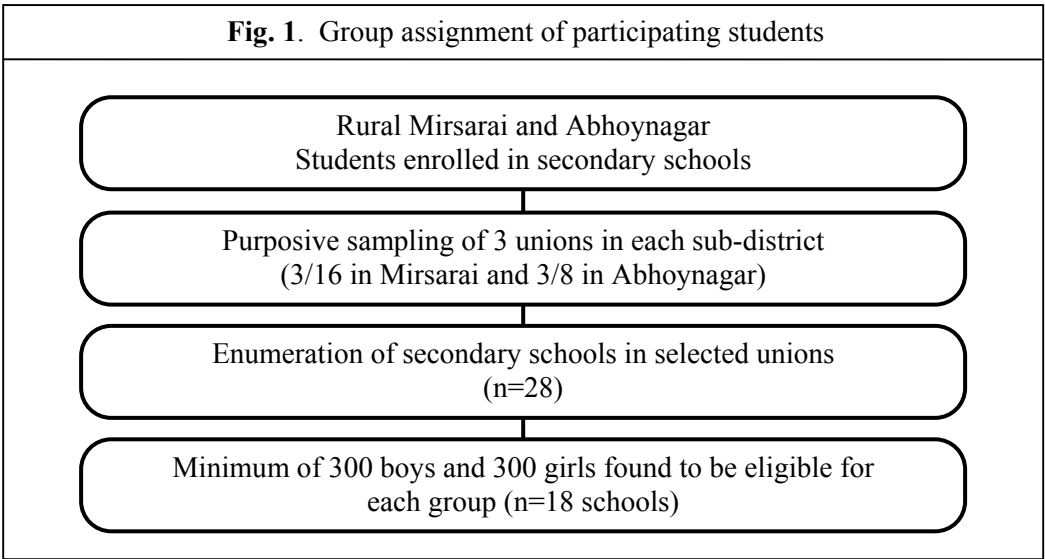 Fig. 1. Group assignment of participating students
Rural Mirsarai and Abhoynagar
Students enrolled in secondary schools
Purposive sampling of 3 unions in each sub-district
(3/16 in Mirsarai and 3/8 in Abhoynagar)
Enumeration of secondary schools in selected unions
(n=28)
Minimum of 300 boys and 300 girls found to be eligible for
each group (n=18 schools)